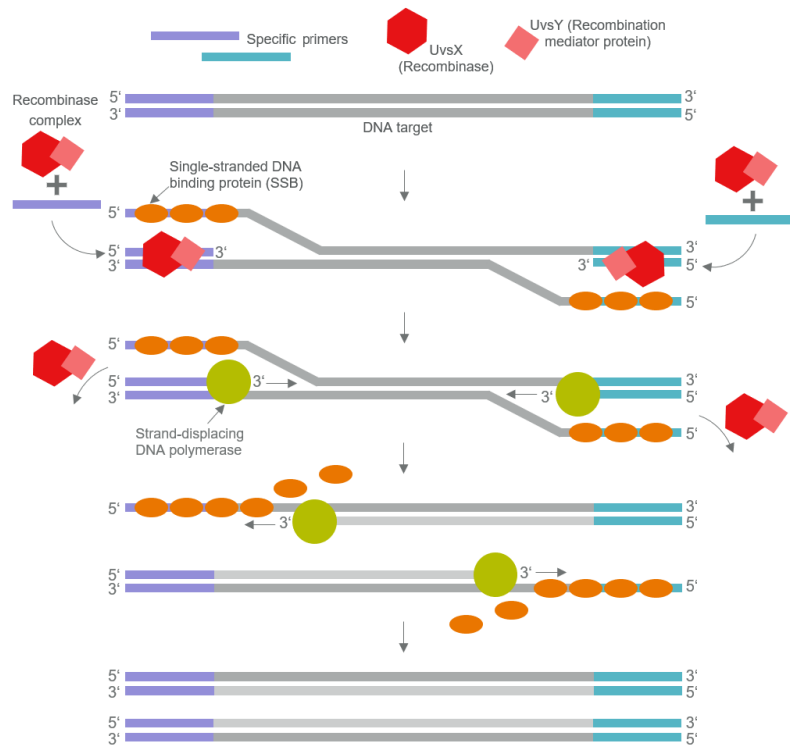 Specific primers
UvsX
(Recombinase)
UvsY (Recombination
mediator protein)
Recombinase
complex
5‘ 3‘
3‘ 5‘
DNA target
Single-stranded DNA
binding protein (SSB)
+
+
5‘
5‘ 3‘ 3‘
3‘ 3‘ 5‘
5‘
5‘
5‘ 3‘ 3‘ 3‘
3‘ 5‘
5‘
Strand-displacing
DNA polymerase
5‘ 3‘
3‘ 5‘
5‘ 3‘
3‘ 5‘
5‘ 3‘
3‘ 5‘
5‘ 3‘
3‘ 5‘